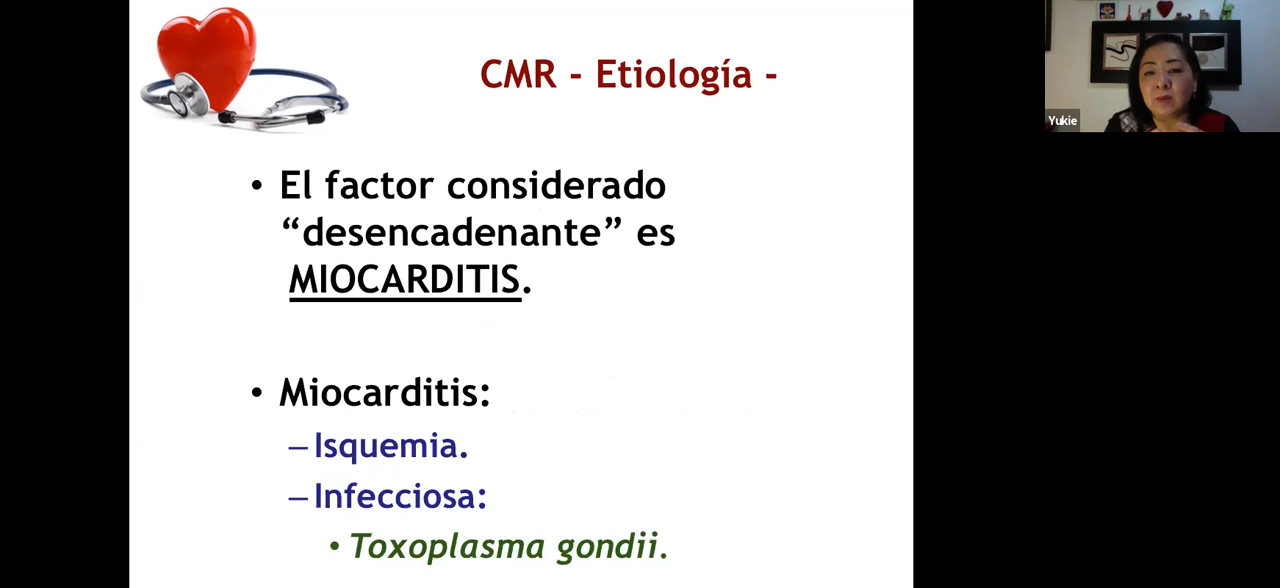 CMR - Etiología -
Yukie
• El factor considerado
“desencadenante” es
MIOCARDITIS.
• Miocarditis:
– Isquemia.
– Infecciosa:
• Toxoplasma gondii.